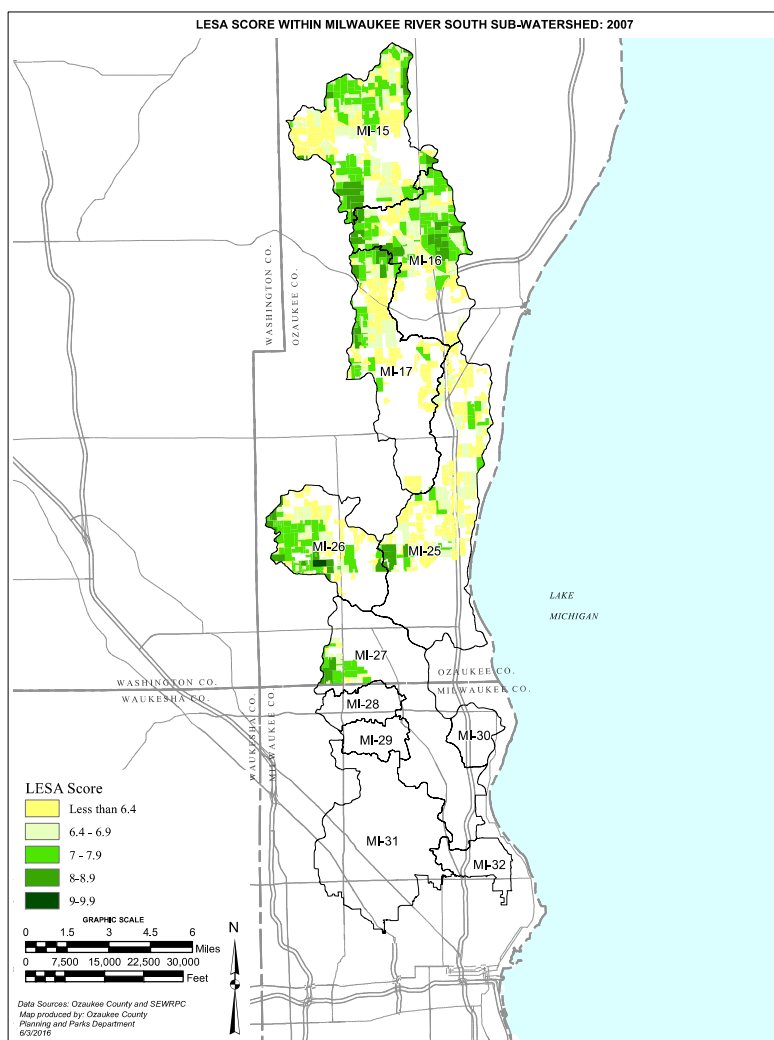 LESA SCORE WITHIN MILWAUKEE RIVER SOUTH SUB-WATERSHED: 2007
MI-15
WASHINGTON CO.
OZAUKEE CO.
MI-16
MI-17
MI-26
MI-25
LAKE
MICHIGAN
MI-27
OZAUKEE CO.
MILWAUKEE CO.
WASHINGTON CO.
WAUKESHA CO.
WAUKESHA CO.
MILWAUKEE CO.
MI-28
MI-29
MI-30
MI-31
MI-32
LESA Score
Less than 6.4
6.4 - 6.9
7 - 7.9
8-8.9
9-9.9
GRAPHIC SCALE
0 1.5 3 4.5 6
Miles
0 7,500 15,000 22,500 30,000
Feet
N
Data Sources: Ozaukee County and SEWRPC
Map produced by: Ozaukee County
Planning and Parks Department
6/3/2016